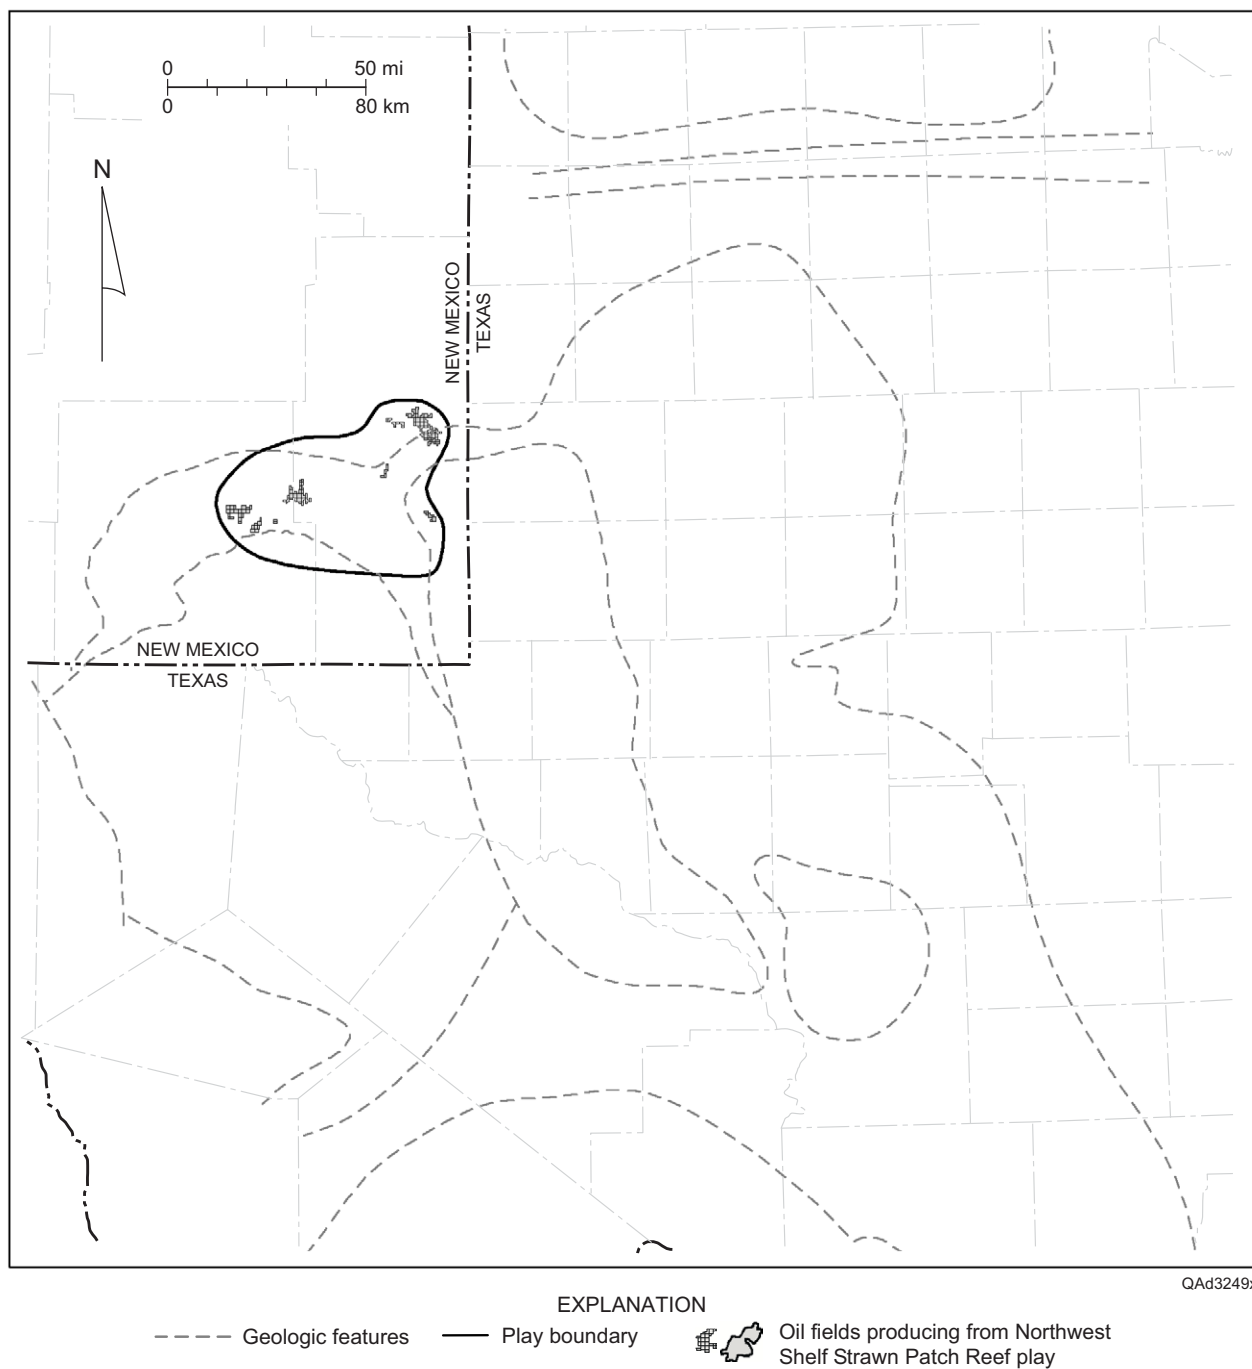 0 50 mi
0 80 km
N
NEW MEXICO
TEXAS
NEW MEXICO
TEXAS
QAd3249x
EXPLANATION
Geologic features
Play boundary
Oil fields producing from Northwest
Shelf Strawn Patch Reef play